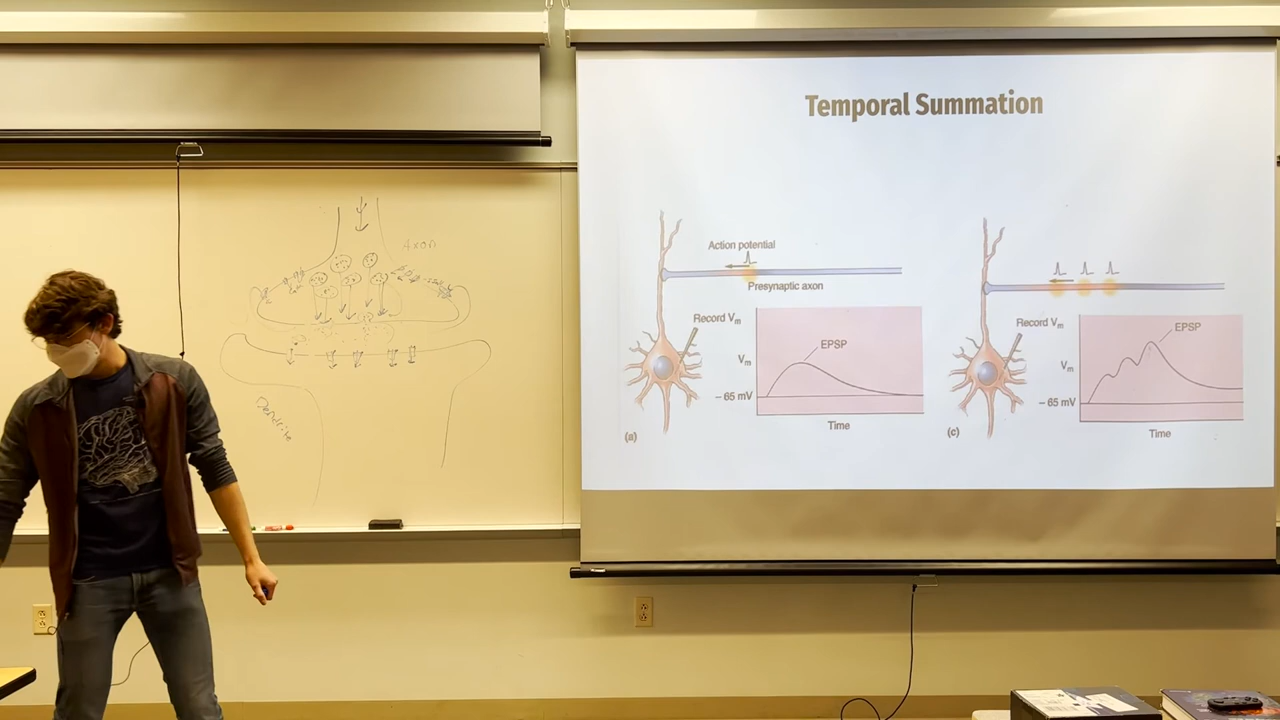 Temporal Summation
Action potential
Presynaptic axon
Record Vm
EPSP
Vm
– 65 mV
Time
(a)
Record Vm
EPSP
Vm
– 65 mV
Time
(c)
Axon
Dendrite